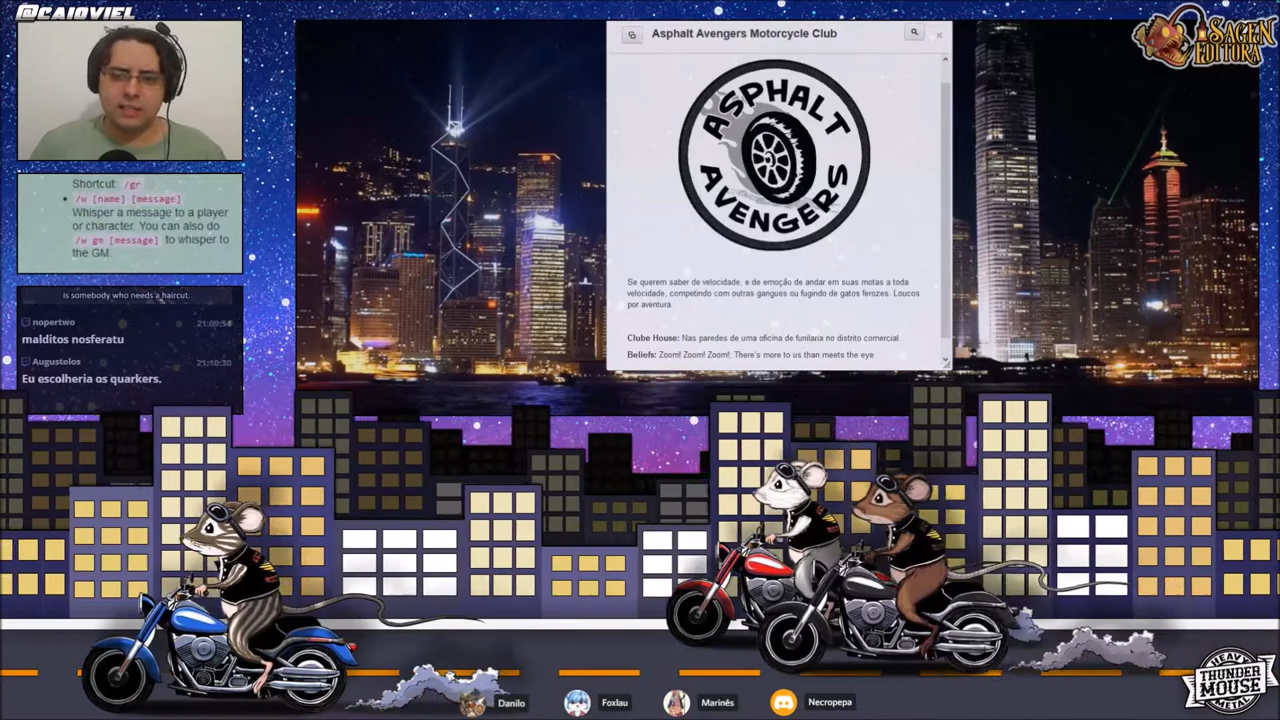 @CAIOVIEL
Shortcut: /gr
/w [name] [message]
Whisper a message to a player
or character. You can also do
/w gm [message] to whisper to
the GM.
is somebody who needs a haircut.
nopertwo 21:09:54
malditos nosferatu
Augustelos 21:10:30
Eu escolheria os quarkers.
Asphalt Avengers Motorcycle Club
ASPHALT
AVENGERS
Se querem saber de velocidade, e de emoção de andar em suas motas a toda
velocidade, competindo com outras gangues ou fugindo de gatos ferozes. Loucos
por aventura.
Clube House: Nas paredes de uma oficina de funilaria no distrito comercial.
Beliefs: Zoom! Zoom! Zoom!, There's more to us than meets the eye
SAGEN
EDITORA
Danilo
Foxlau
Marinês
Necropepa
HEAVY
THUNDER
MOUSE
METAL